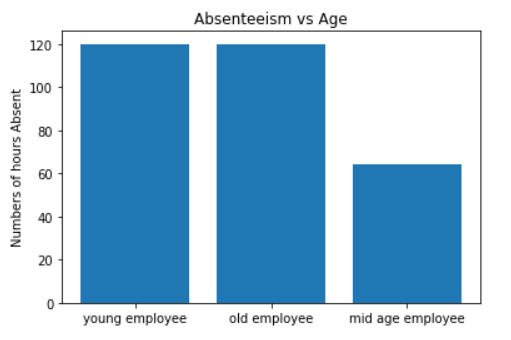 Absenteeism vs Age
Numbers of hours Absent
120
100
80
60
40
20
0
young employee
old employee
mid age employee